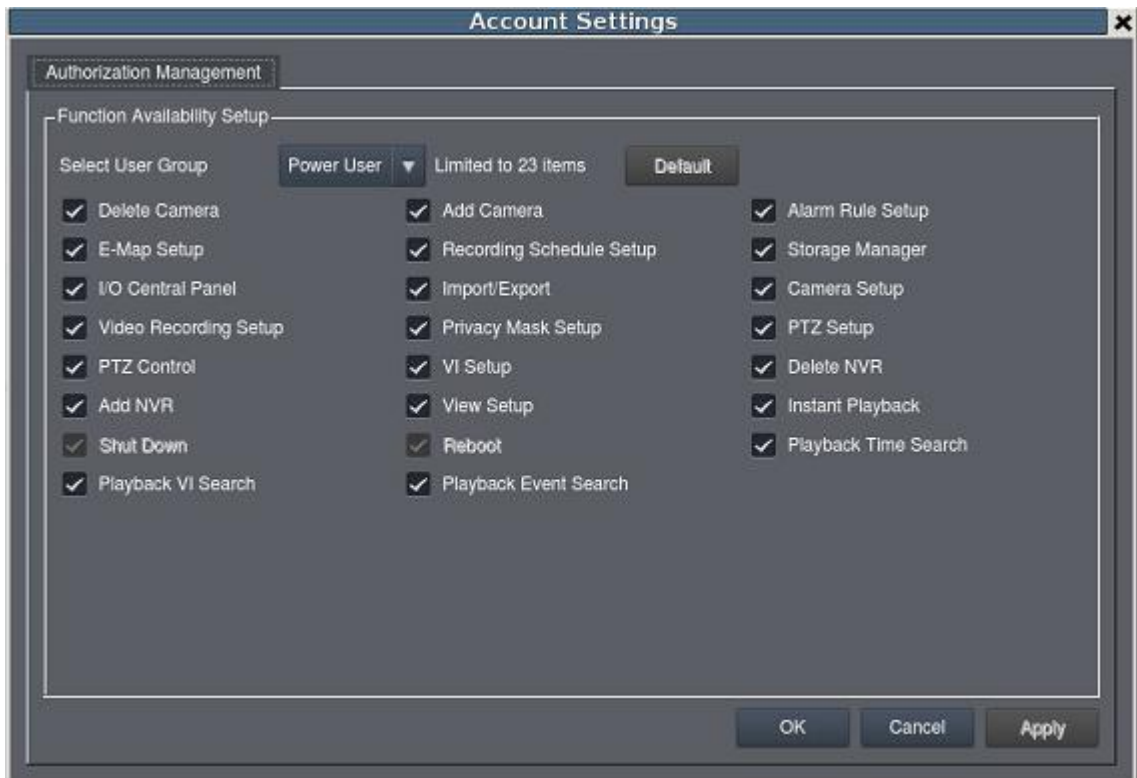 Account Settings
Authorization Management
Function Availability Setup
Select User Group Power User Limited to 23 items Default
Delete Camera Add Camera Alarm Rule Setup
E-Map Setup Recording Schedule Setup Storage Manager
I/O Central Panel Import/Export Camera Setup
Video Recording Setup Privacy Mask Setup PTZ Setup
PTZ Control VI Setup Delete NVR
Add NVR View Setup Instant Playback
Shut Down Reboot Playback Time Search
Playback VI Search Playback Event Search
OK Cancel Apply